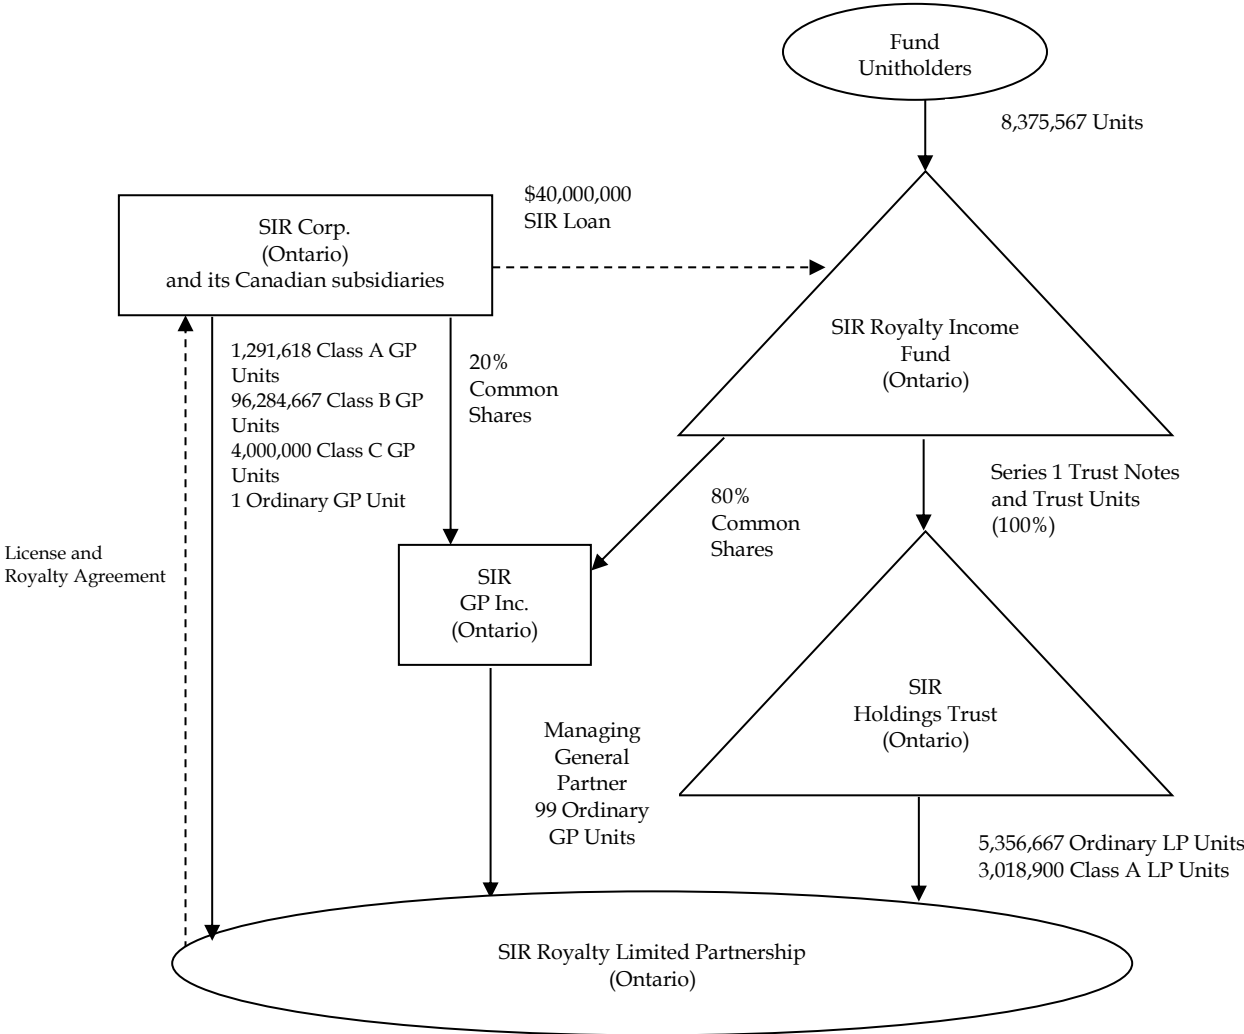 Fund
Unitholders
8,375,567 Units
$40,000,000
SIR Loan
SIR Corp.
(Ontario)
and its Canadian subsidiaries
SIR Royalty Income
Fund
(Ontario)
1,291,618 Class A GP
Units
96,284,667 Class B GP
Units
4,000,000 Class C GP
Units
1 Ordinary GP Unit
20%
Common
Shares
80%
Common
Shares
Series 1 Trust Notes
and Trust Units
(100%)
License and
Royalty Agreement
SIR
GP Inc.
(Ontario)
SIR
Holdings Trust
(Ontario)
Managing
General
Partner
99 Ordinary
GP Units
5,356,667 Ordinary LP Units
3,018,900 Class A LP Units
SIR Royalty Limited Partnership
(Ontario)